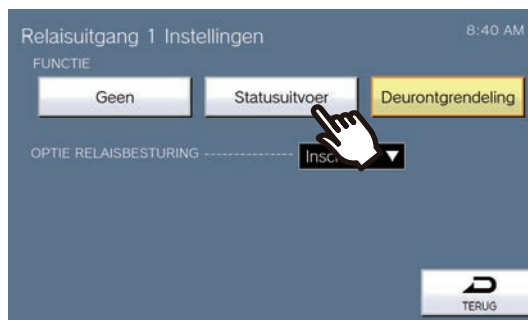 Relaisuitgang 1 Instellingen
8:40 AM
FUNCTIE
Geen
Statusuitvoer
Deurontgrendeling
OPTIE RELAISBESTURING
TERUG